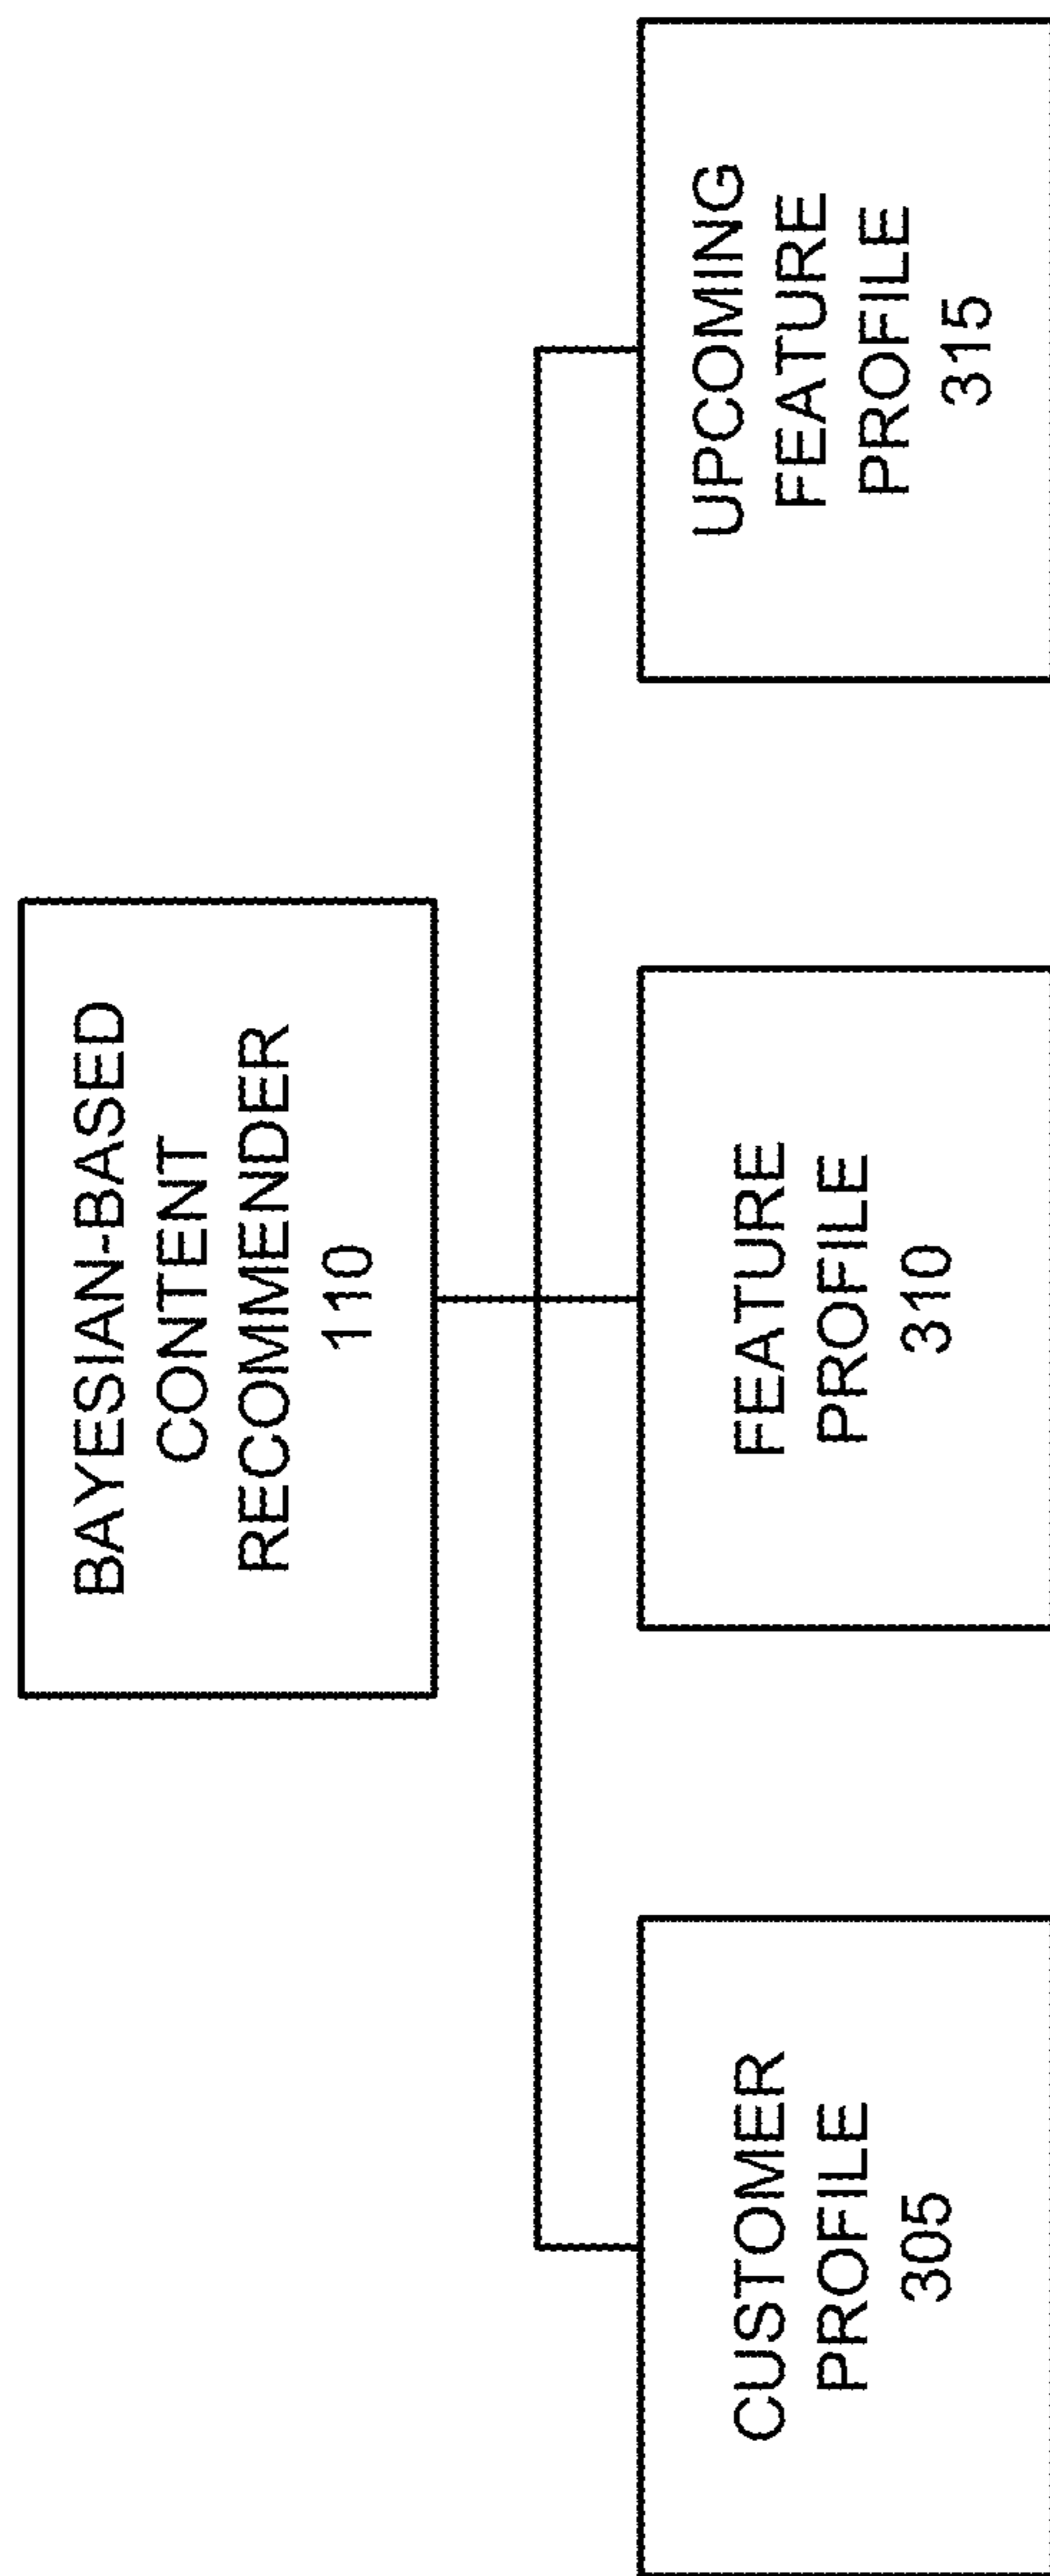 BAYESIAN-BASED
CONTENT
RECOMMENDER
110
CUSTOMER
PROFILE
305
FEATURE
PROFILE
310
UPCOMING
FEATURE
PROFILE
315